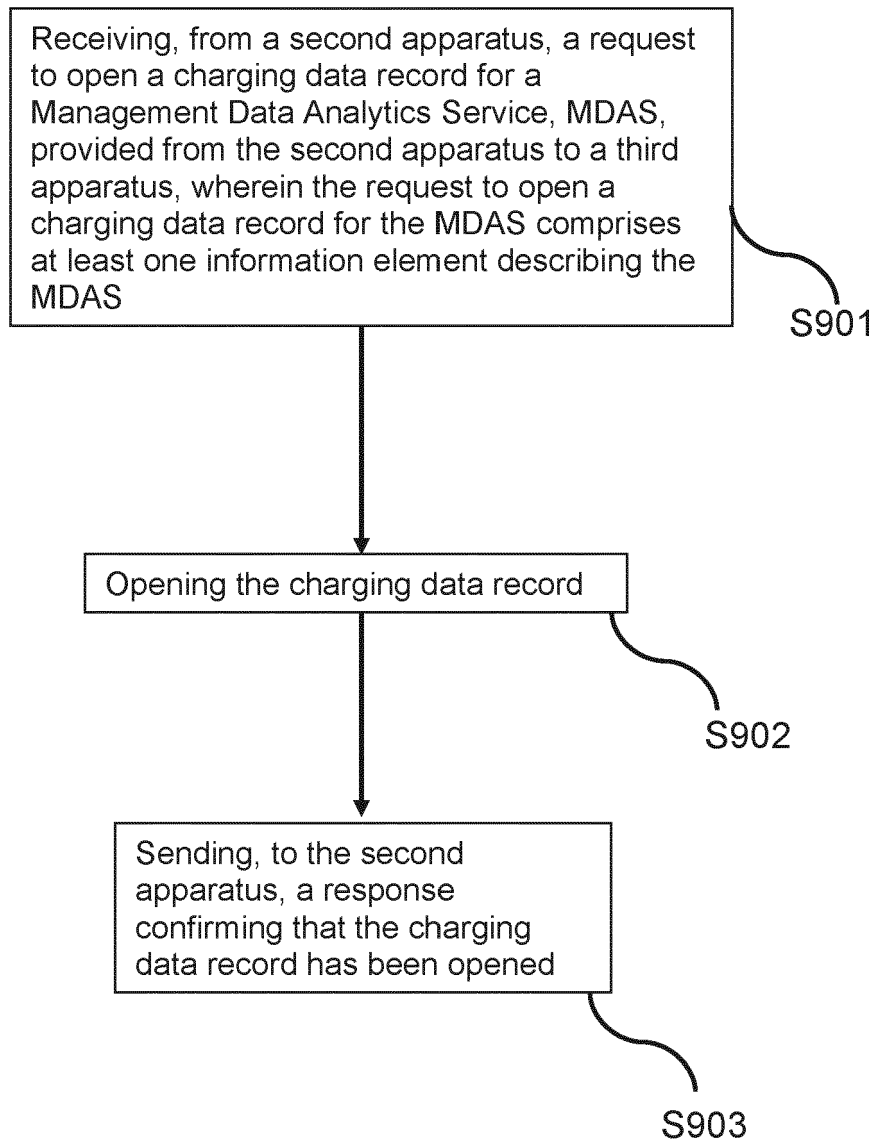 Receiving, from a second apparatus, a request
to open a charging data record for a
Management Data Analytics Service, MDAS,
provided from the second apparatus to a third
apparatus, wherein the request to open a
charging data record for the MDAS comprises
at least one information element describing the
MDAS
S901
Opening the charging data record
S902
Sending, to the second
apparatus, a response
confirming that the charging
data record has been opened
S903